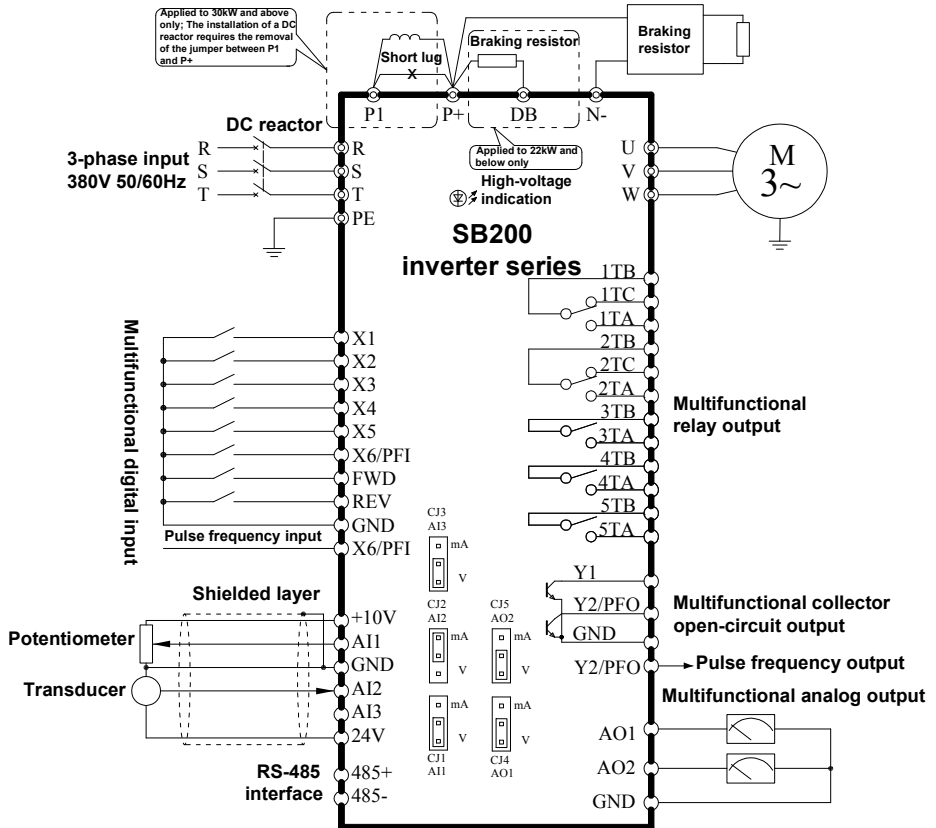 Applied to 30kW and above
only; The installation of a DC
reactor requires the removal
of the jumper between P1
and P+
Short lug
X
Braking resistor
Braking
resistor
P1
P+
DB
N-
DC reactor
Applied to 22kW and
below only
3-phase input
380V 50/60Hz
R
S
T
R
S
T
PE
High-voltage
indication
U
V
W
M
3~
SB200
inverter series
Multifunctional digital input
X1
X2
X3
X4
X5
X6/PFI
FWD
REV
GND
Pulse frequency input
X6/PFI
1TB
1TC
1TA
2TB
2TC
2TA
3TB
3TA
4TB
4TA
5TB
5TA
Multifunctional
relay output
CJ3
AI3
mA
V
CJ2
AI2
mA
V
CJ5
AO2
mA
V
mA
V
CJ1
AI1
mA
V
CJ4
AO1
Y1
Y2/PFO
GND
Multifunctional collector
open-circuit output
Y2/PFO
Pulse frequency output
Multifunctional analog output
AO1
AO2
GND
Shielded layer
Potentiometer
Transducer
+10V
AI1
GND
AI2
AI3
24V
RS-485
interface
485+
485-